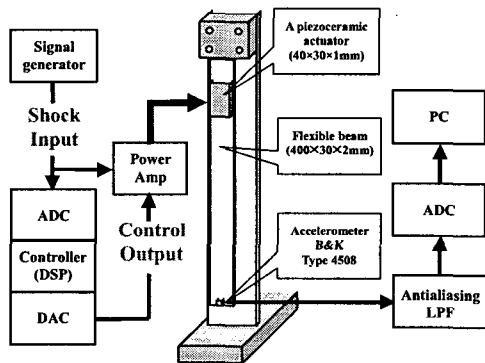 Signal
generator
Shock
Input
ADC
Controller
(DSP)
DAC
Power
Amp
Control
Output
A piezoceramic
actuator
(40×30×1mm)
Flexible beam
(400×30×2mm)
Accelerometer
B&K
Type 4508
PC
ADC
Antialiasing
LPF